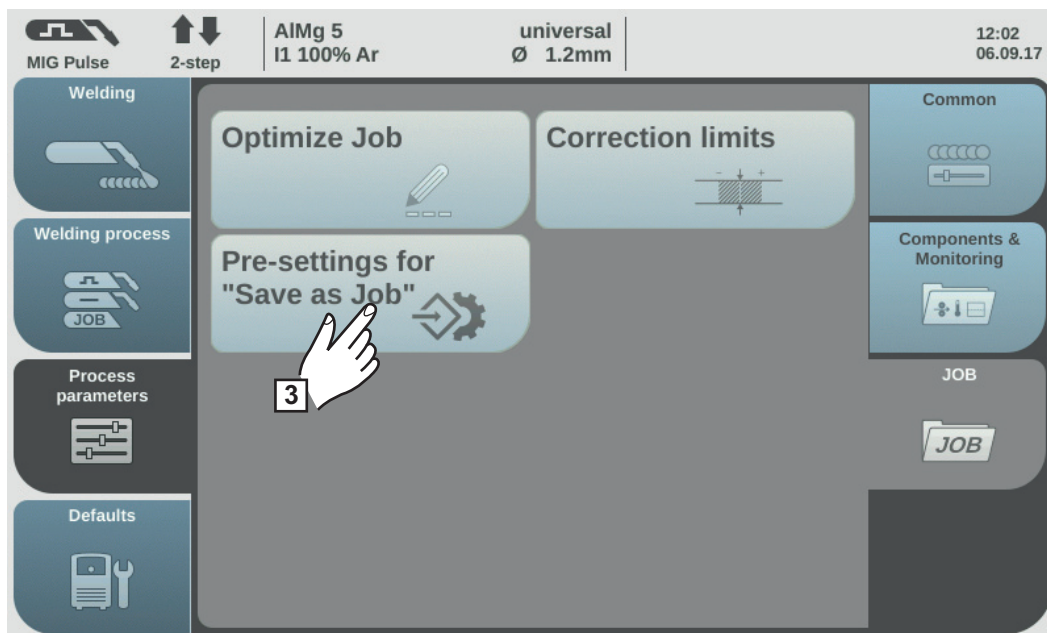 MIG Pulse
2-step
AlMg 5
I1 100% Ar
universal
Ø 1.2mm
12:02
06.09.17
Welding
Welding process
JOB
Process
parameters
Defaults
Optimize Job
Correction limits
- +
Pre-settings for
"Save as Job"
3
Common
Components &
Monitoring
JOB
JOB